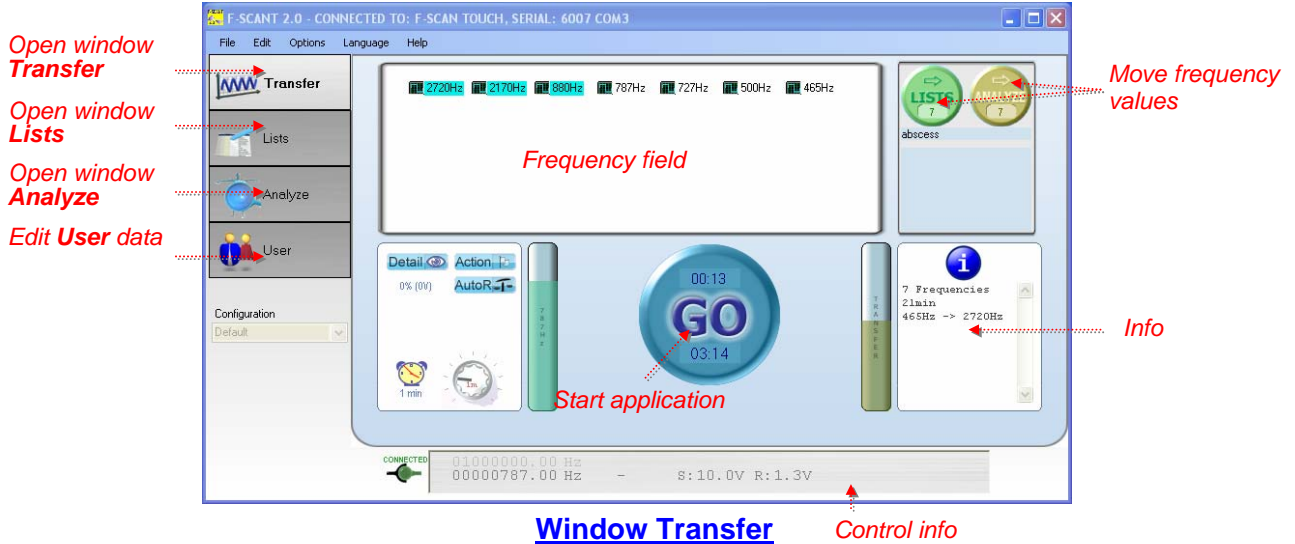 F-SCANT 2.0 - CONNECTED TO: F-SCAN TOUCH, SERIAL: 6007 COM3
File Edit Options Language Help
Open window
Transfer
Open window
Lists
Open window
Analyze
Edit User data
Transfer
Lists
Analyze
User
Configuration
Default
2720Hz 2170Hz 880Hz 787Hz 727Hz 500Hz 465Hz
Frequency field
LISTS
7
ANALYZE
7
abscess
Move frequency
values
Detail Action
0% (0V) AutoR
1 min
1m
787Hz
00:13
GO
03:14
Start application
TRANSFER
7 Frequencies
21min
465Hz -> 2720Hz
Info
CONNECTED
01000000.00 Hz
00000787.00 Hz - S:10.0V R:1.3V
Window Transfer
Control info